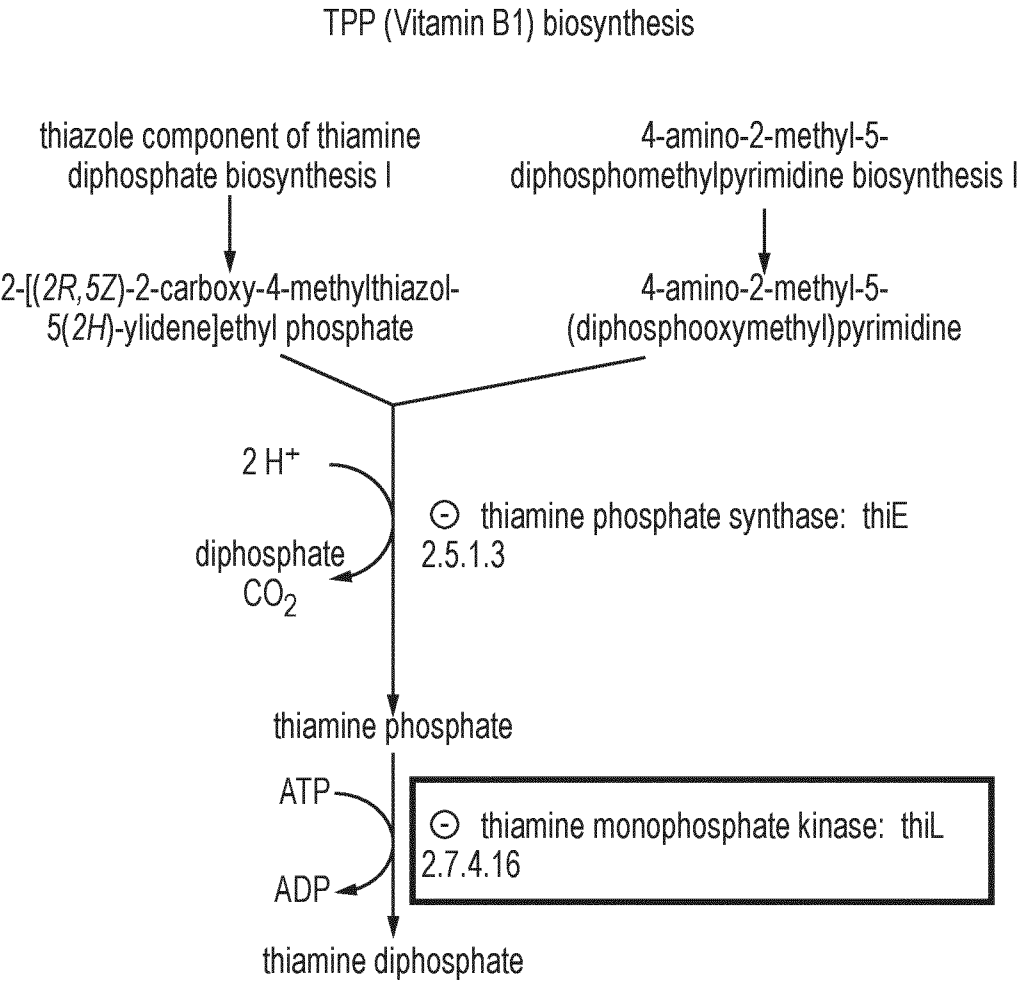 TPP (Vitamin B1) biosynthesis
thiazole component of thiamine
diphosphate biosynthesis I
4-amino-2-methyl-5-
diphosphomethylpyrimidine biosynthesis I
2-[(2R,5Z)-2-carboxy-4-methylthiazol-
5(2H)-ylidene]ethyl phosphate
4-amino-2-methyl-5-
(diphosphooxymethyl)pyrimidine
2 H⁺
diphosphate
CO₂
⊖ thiamine phosphate synthase: thiE
2.5.1.3
thiamine phosphate
ATP
ADP
⊖ thiamine monophosphate kinase: thiL
2.7.4.16
thiamine diphosphate